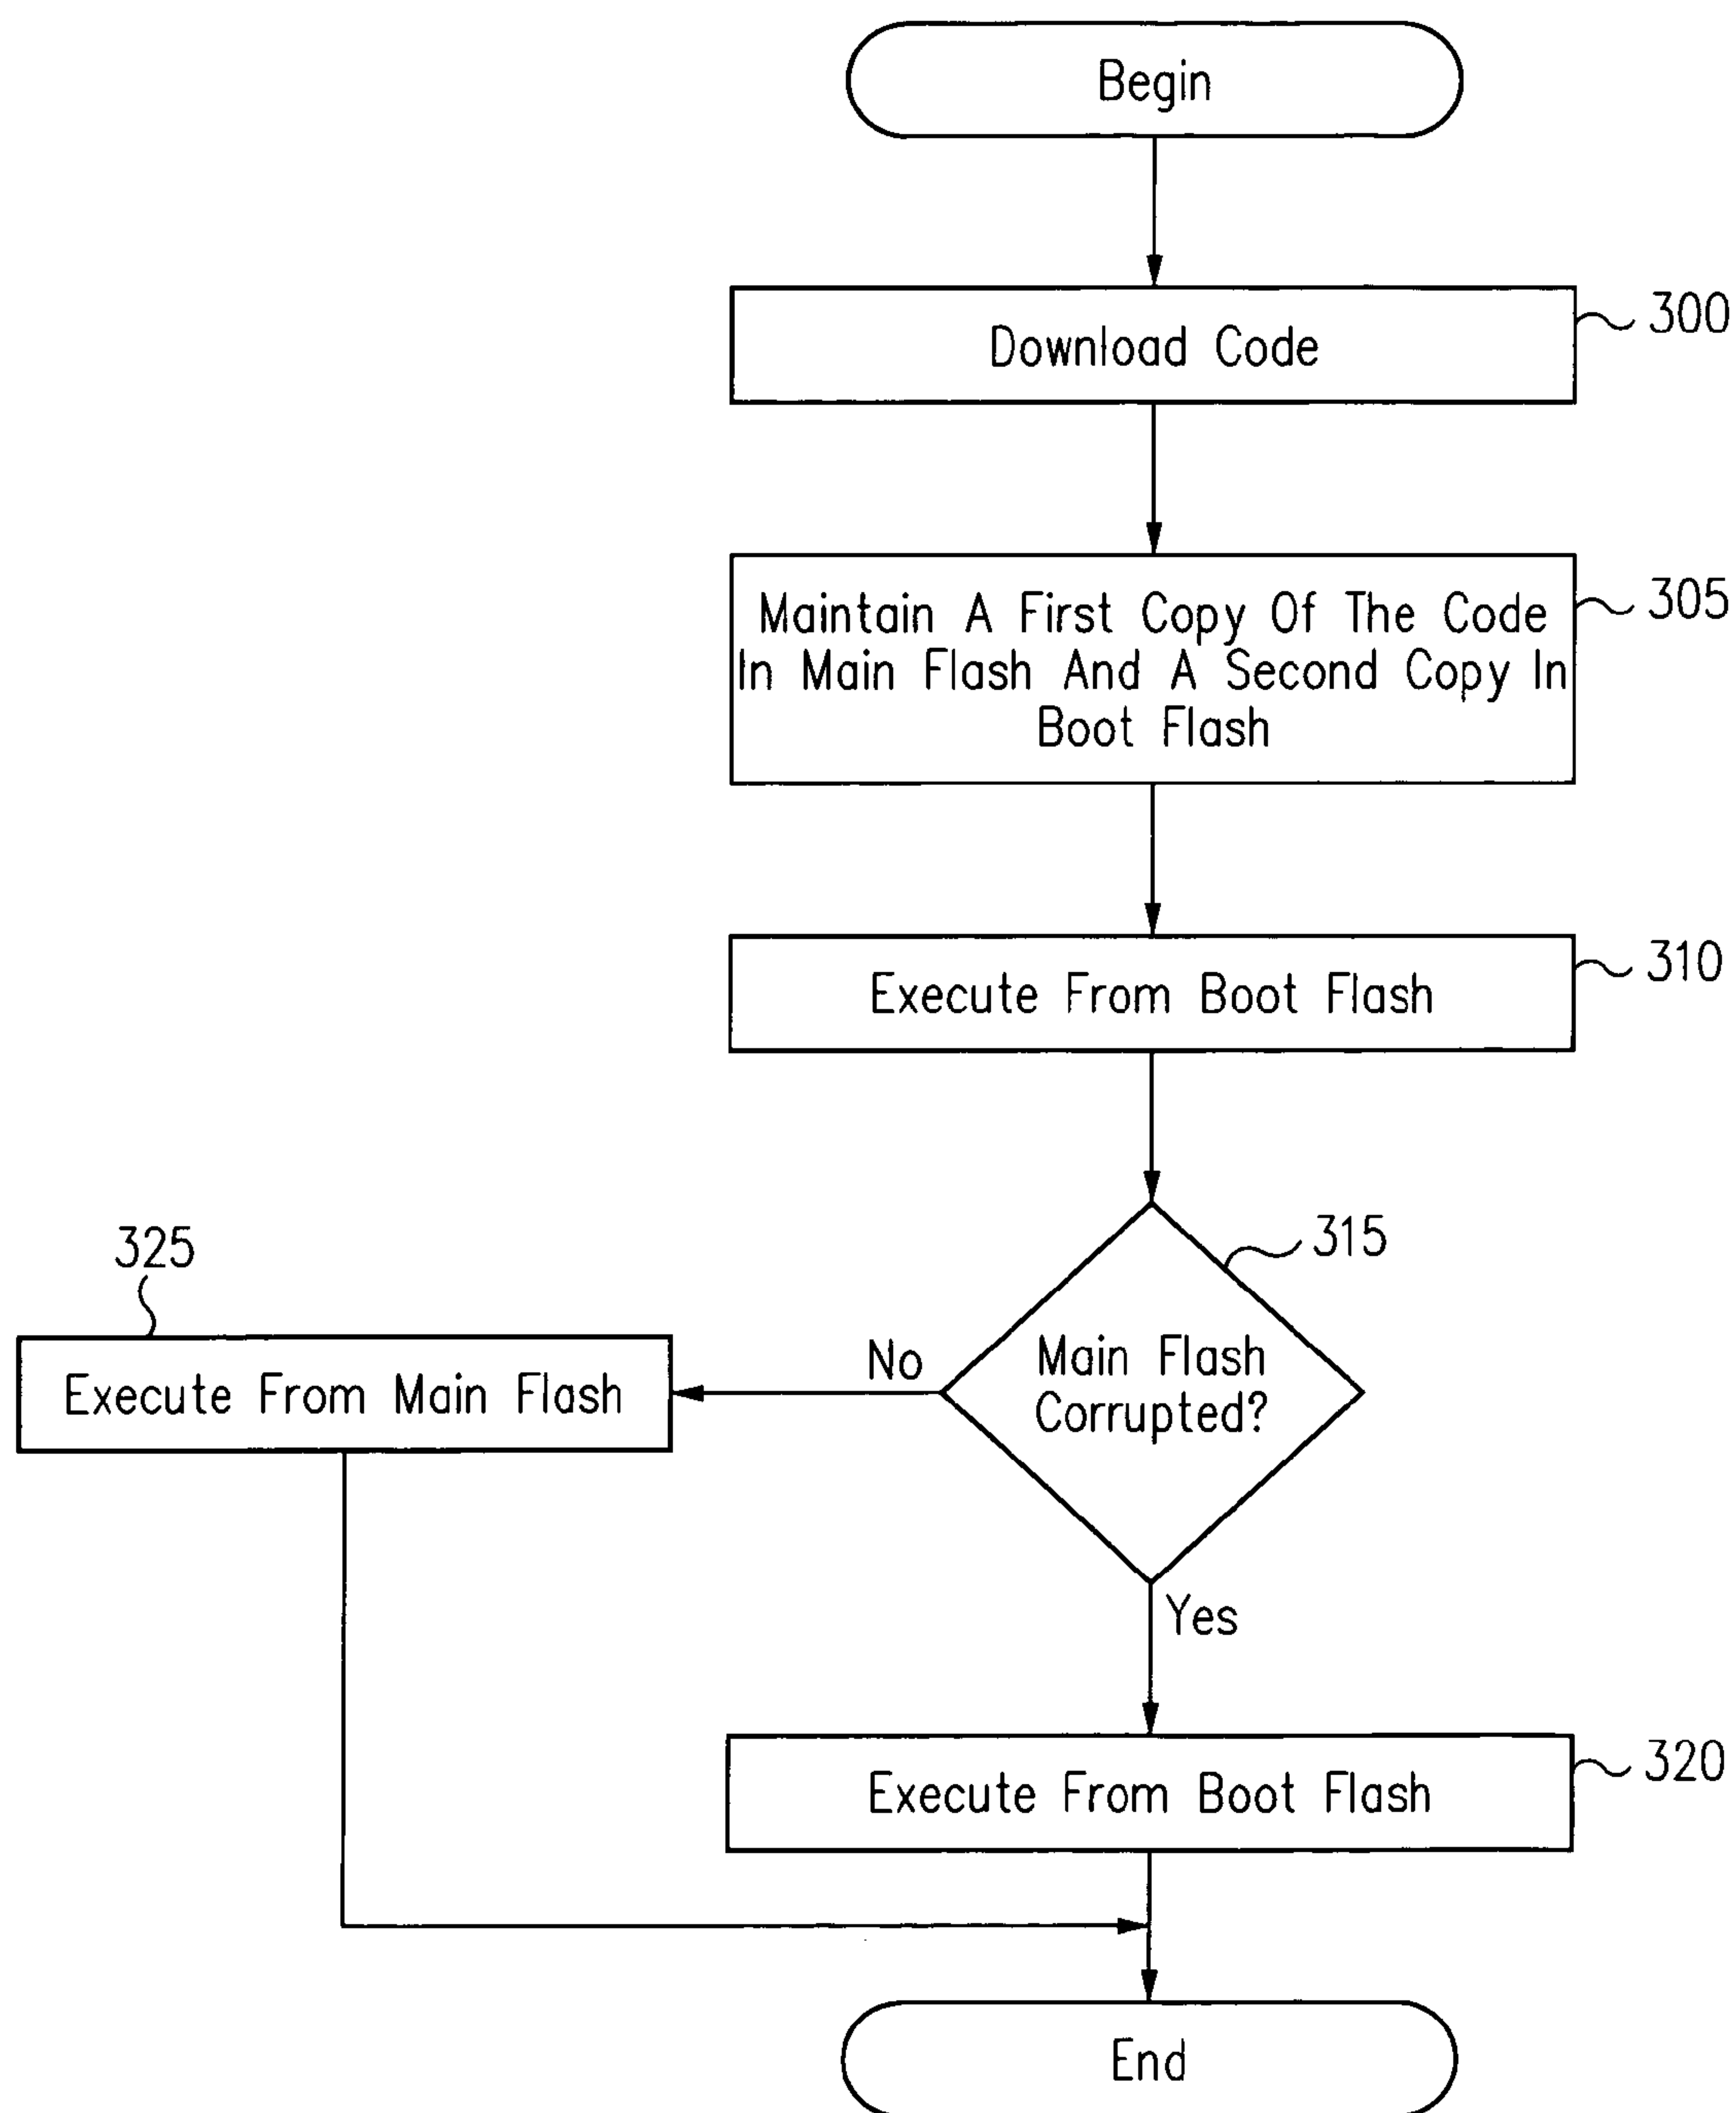 Begin
Download Code
300
Maintain A First Copy Of The Code
In Main Flash And A Second Copy In
Boot Flash
305
Execute From Boot Flash
310
315
Main Flash
Corrupted?
No
325
Execute From Main Flash
Yes
Execute From Boot Flash
320
End